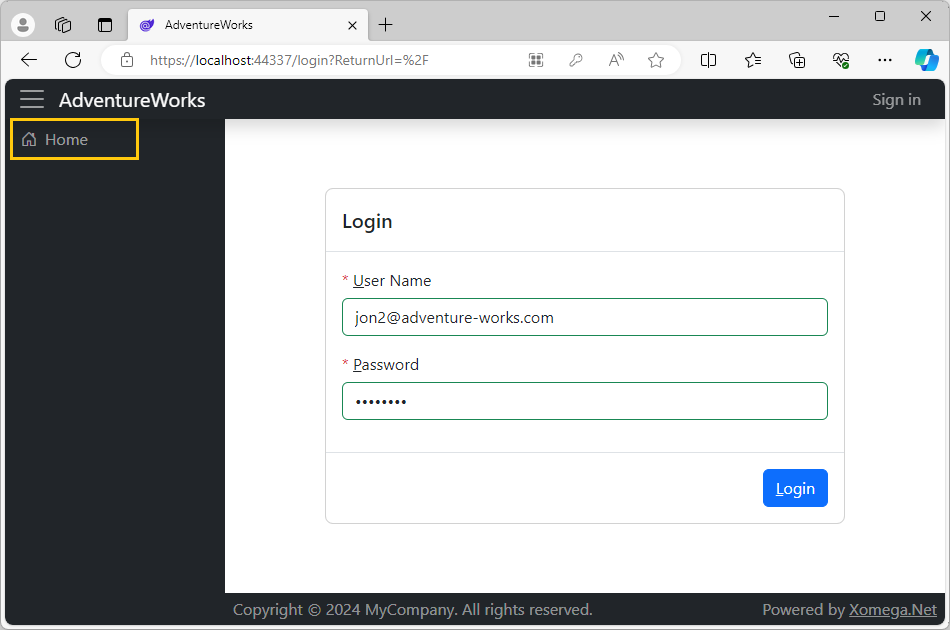 AdventureWorks
https://localhost:44337/login?ReturnUrl=%2F
AdventureWorks
Sign in
Home
Login
* User Name
jon2@adventure-works.com
* Password
••••••••
Login
Copyright © 2024 MyCompany. All rights reserved.
Powered by Xomega.Net